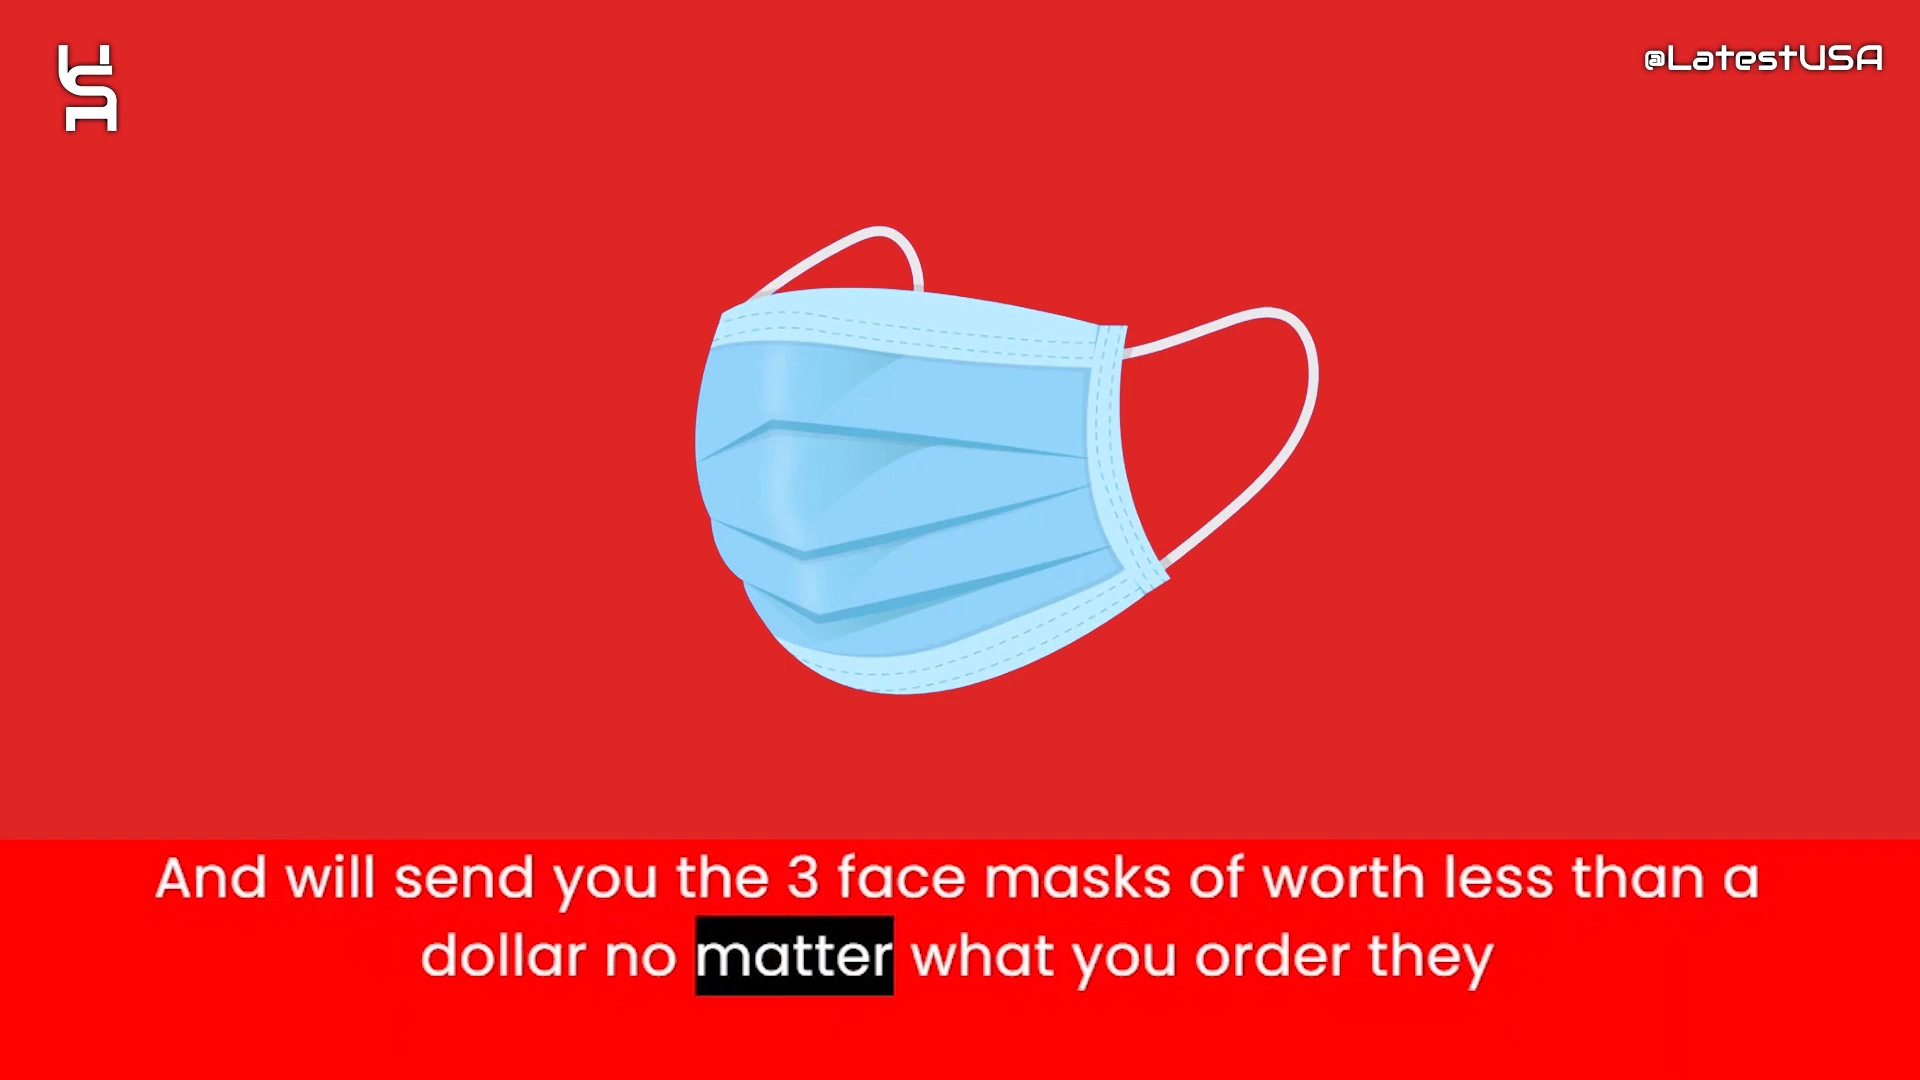 USA
@LatestUSA
And will send you the 3 face masks of worth less than a
dollar no matter what you order they